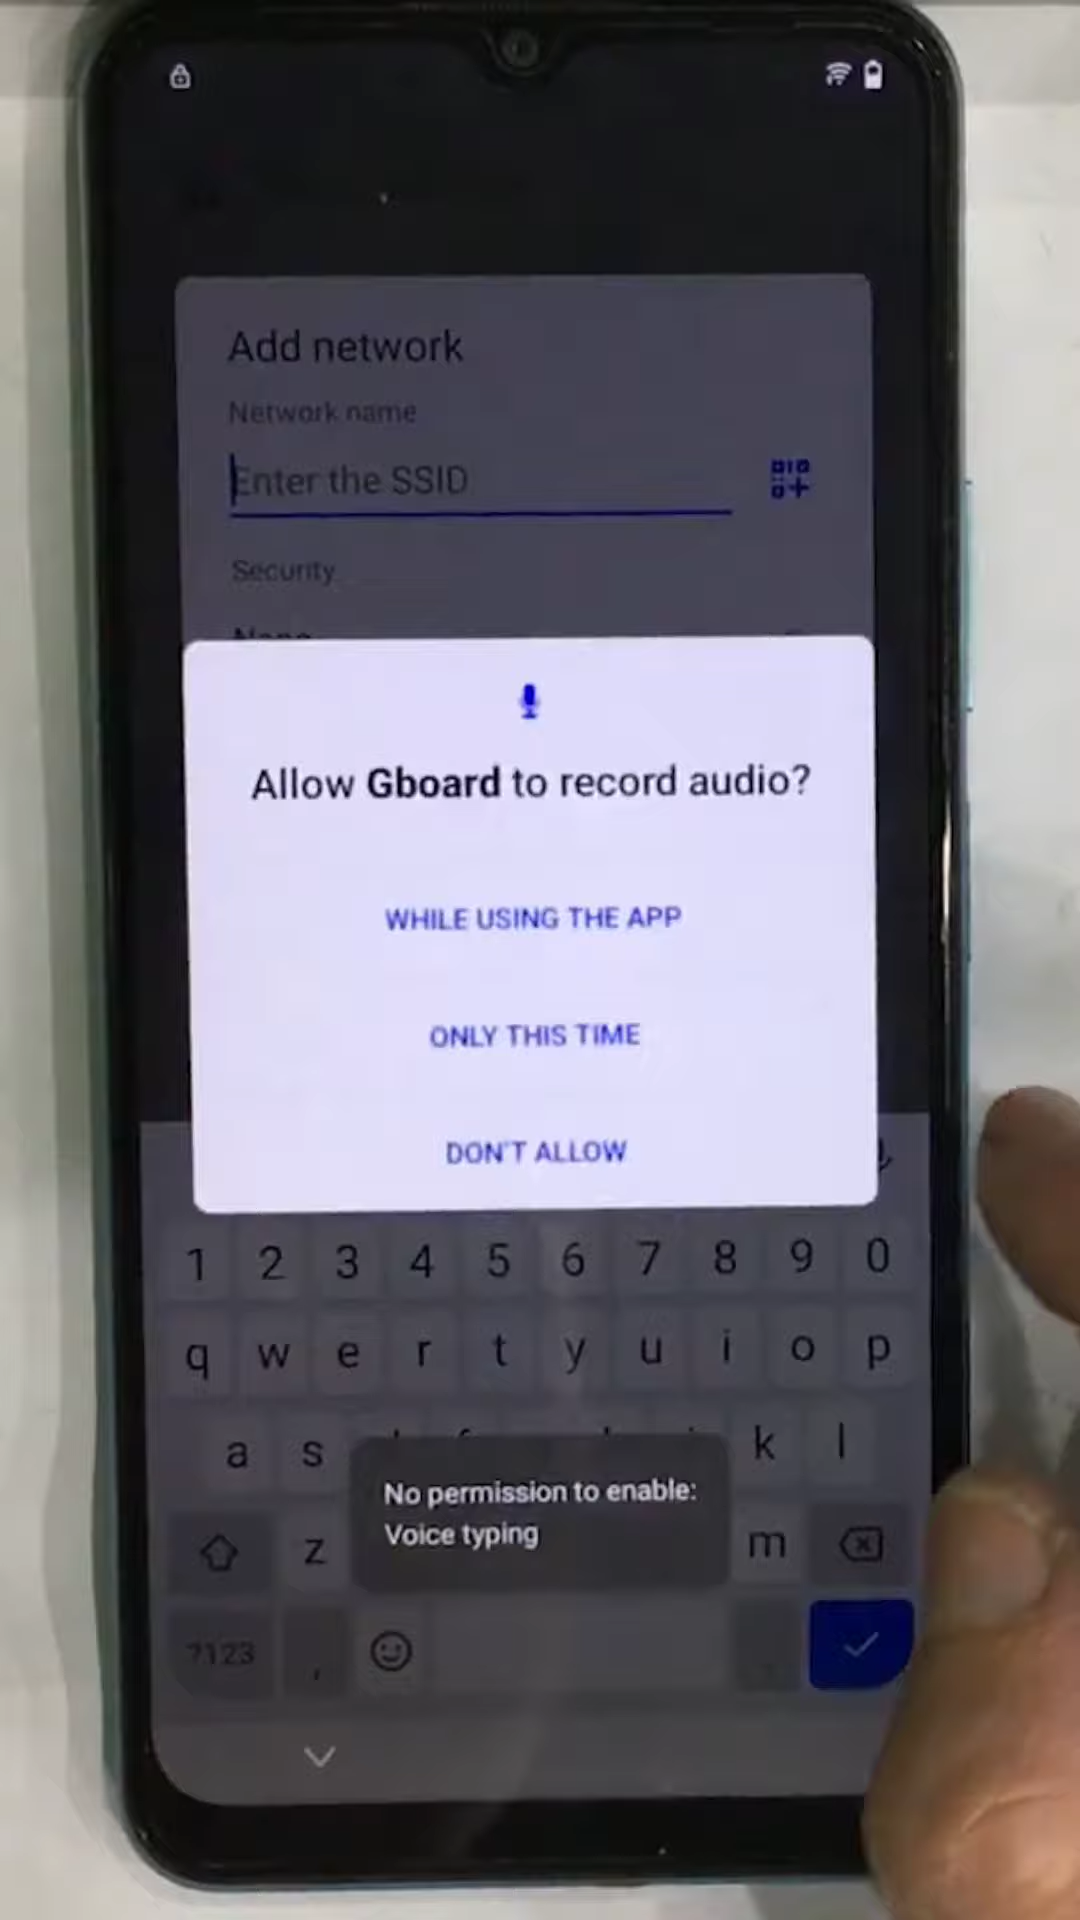 Add network
Network name
Enter the SSID
Security
None
Allow Gboard to record audio?
WHILE USING THE APP
ONLY THIS TIME
DON'T ALLOW
1 2 3 4 5 6 7 8 9 0
q w e r t y u i o p
a s k l
No permission to enable:
Voice typing
z m
?123 , .